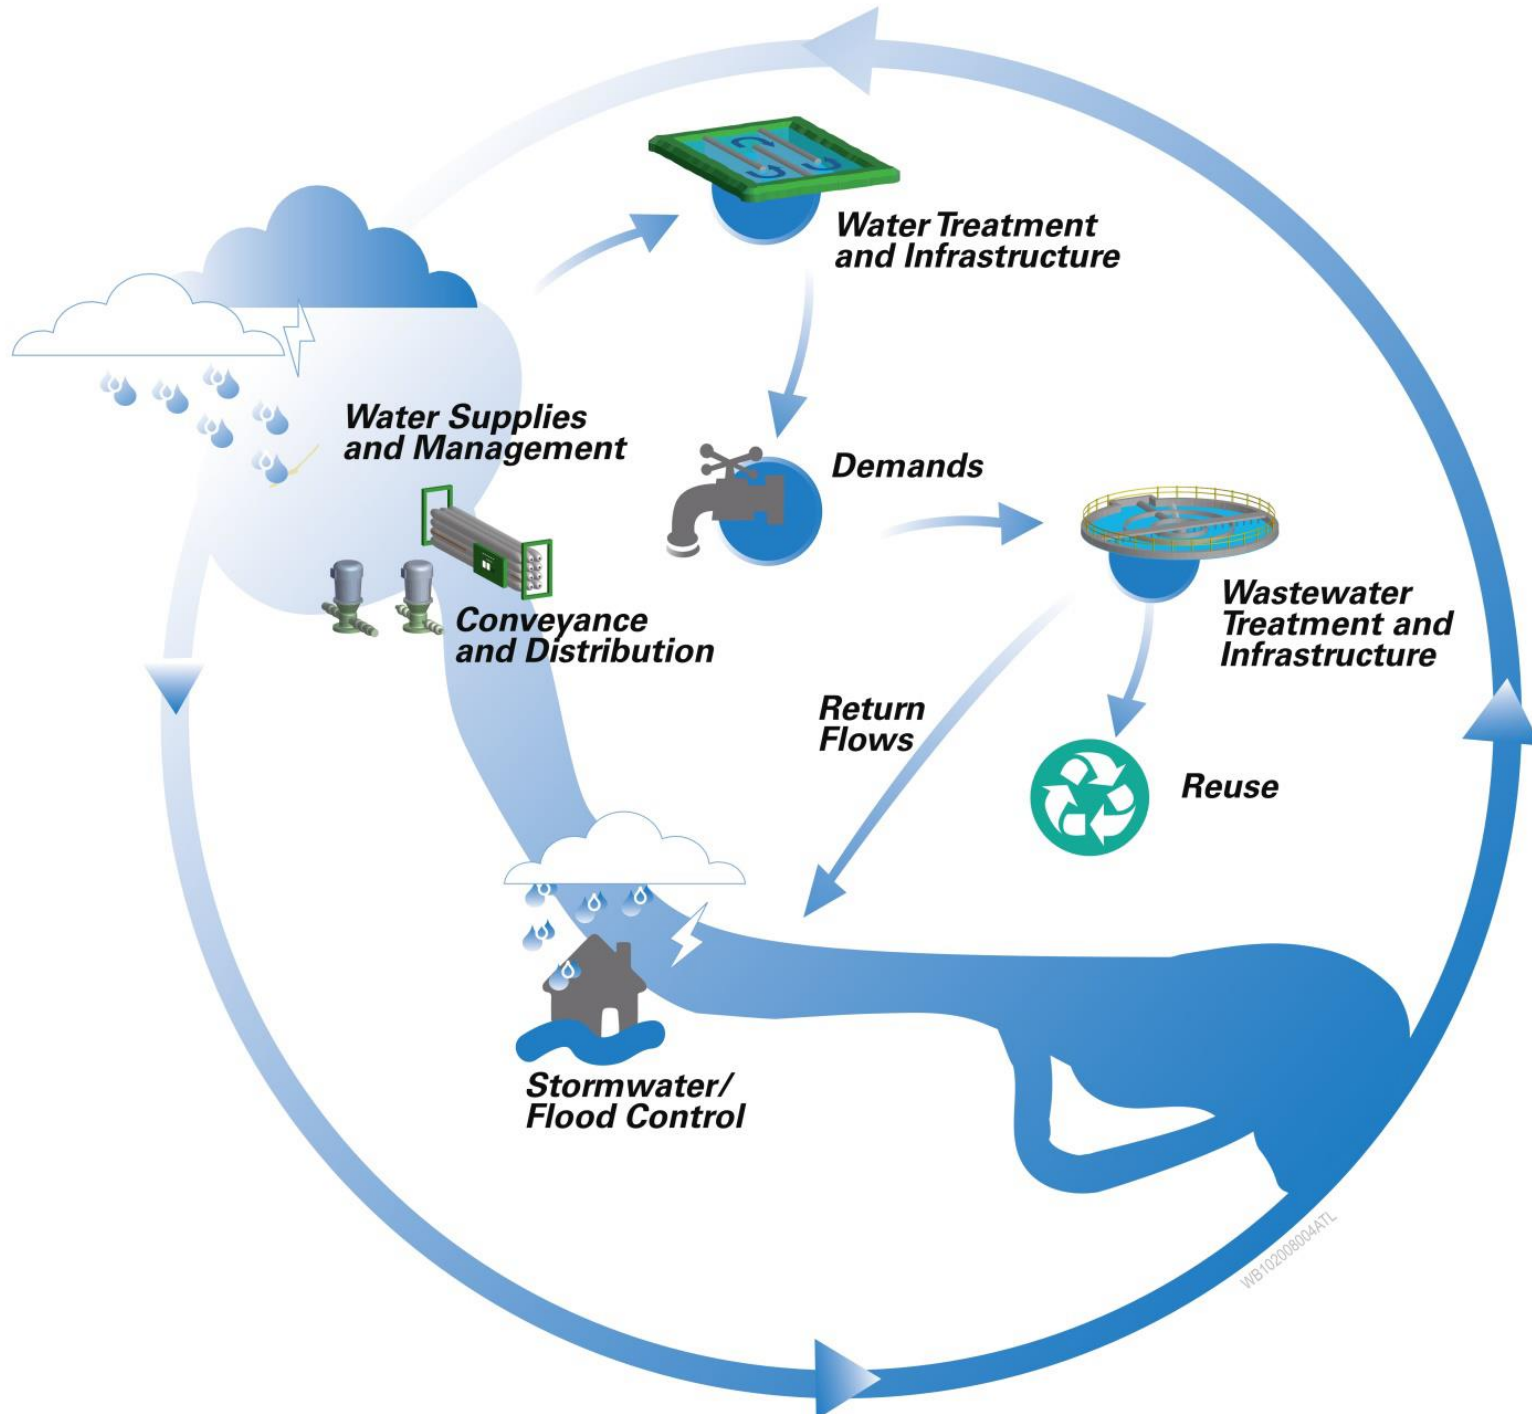 Water Treatment
and Infrastructure
Water Supplies
and Management
Demands
Conveyance
and Distribution
Wastewater
Treatment and
Infrastructure
Return
Flows
Reuse
Stormwater/
Flood Control
WB102008004ATL